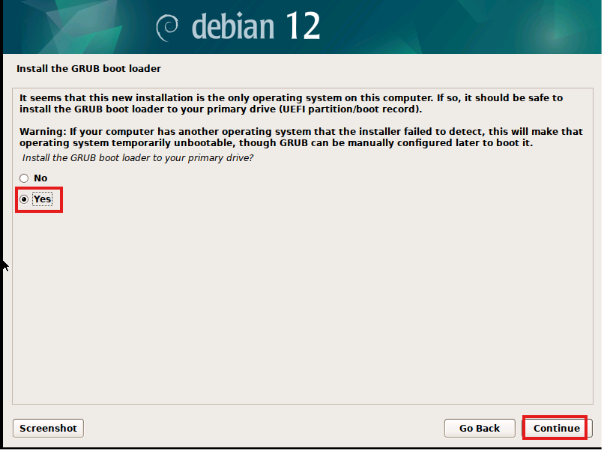 debian 12
Install the GRUB boot loader
It seems that this new installation is the only operating system on this computer. If so, it should be safe to
install the GRUB boot loader to your primary drive (UEFI partition/boot record).
Warning: If your computer has another operating system that the installer failed to detect, this will make that
operating system temporarily unbootable, though GRUB can be manually configured later to boot it.
Install the GRUB boot loader to your primary drive?
No
Yes
Screenshot
Go Back
Continue